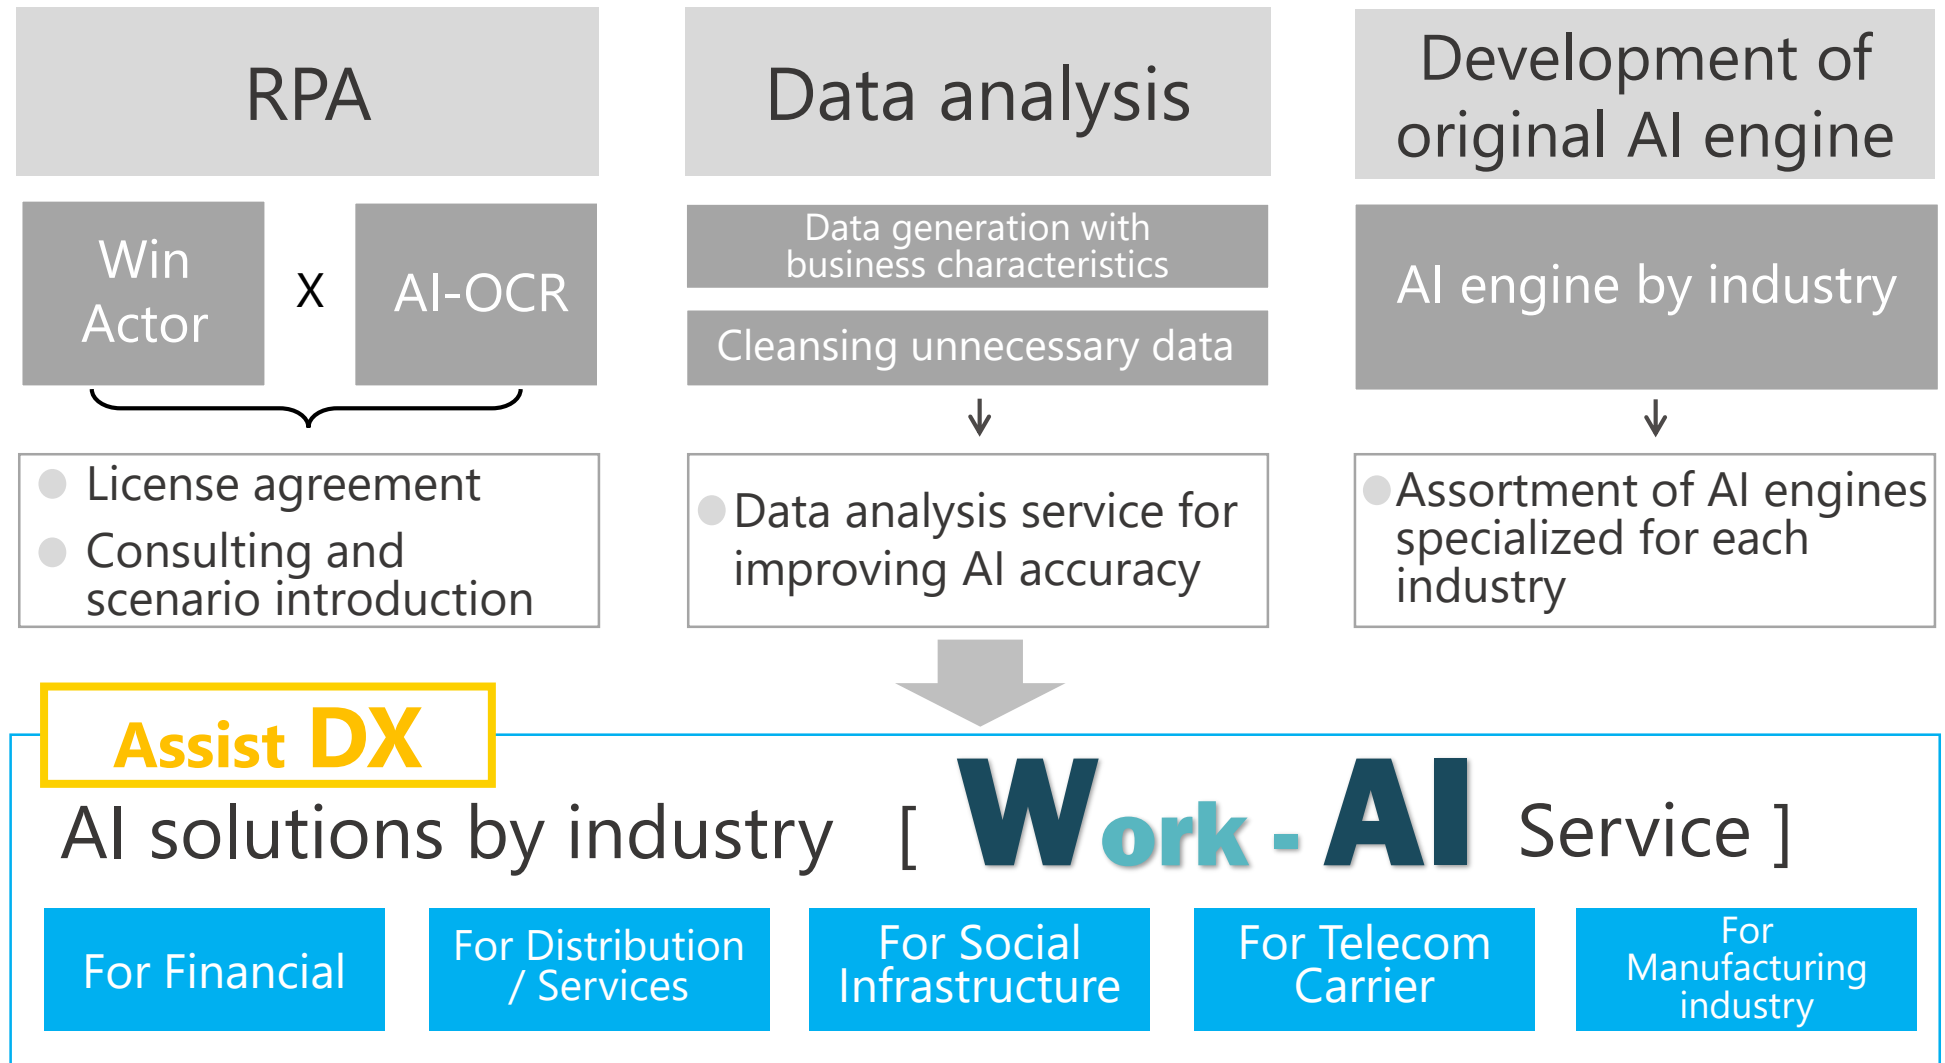 RPA
Data analysis
Development of
original AI engine
Win
Actor
X
AI-OCR
Data generation with
business characteristics
Cleansing unnecessary data
AI engine by industry
License agreement
Consulting and
scenario introduction
Data analysis service for
improving AI accuracy
Assortment of AI engines
specialized for each
industry
Assist DX
AI solutions by industry [ Work - AI Service ]
For Financial
For Distribution
/ Services
For Social
Infrastructure
For Telecom
Carrier
For
Manufacturing
industry